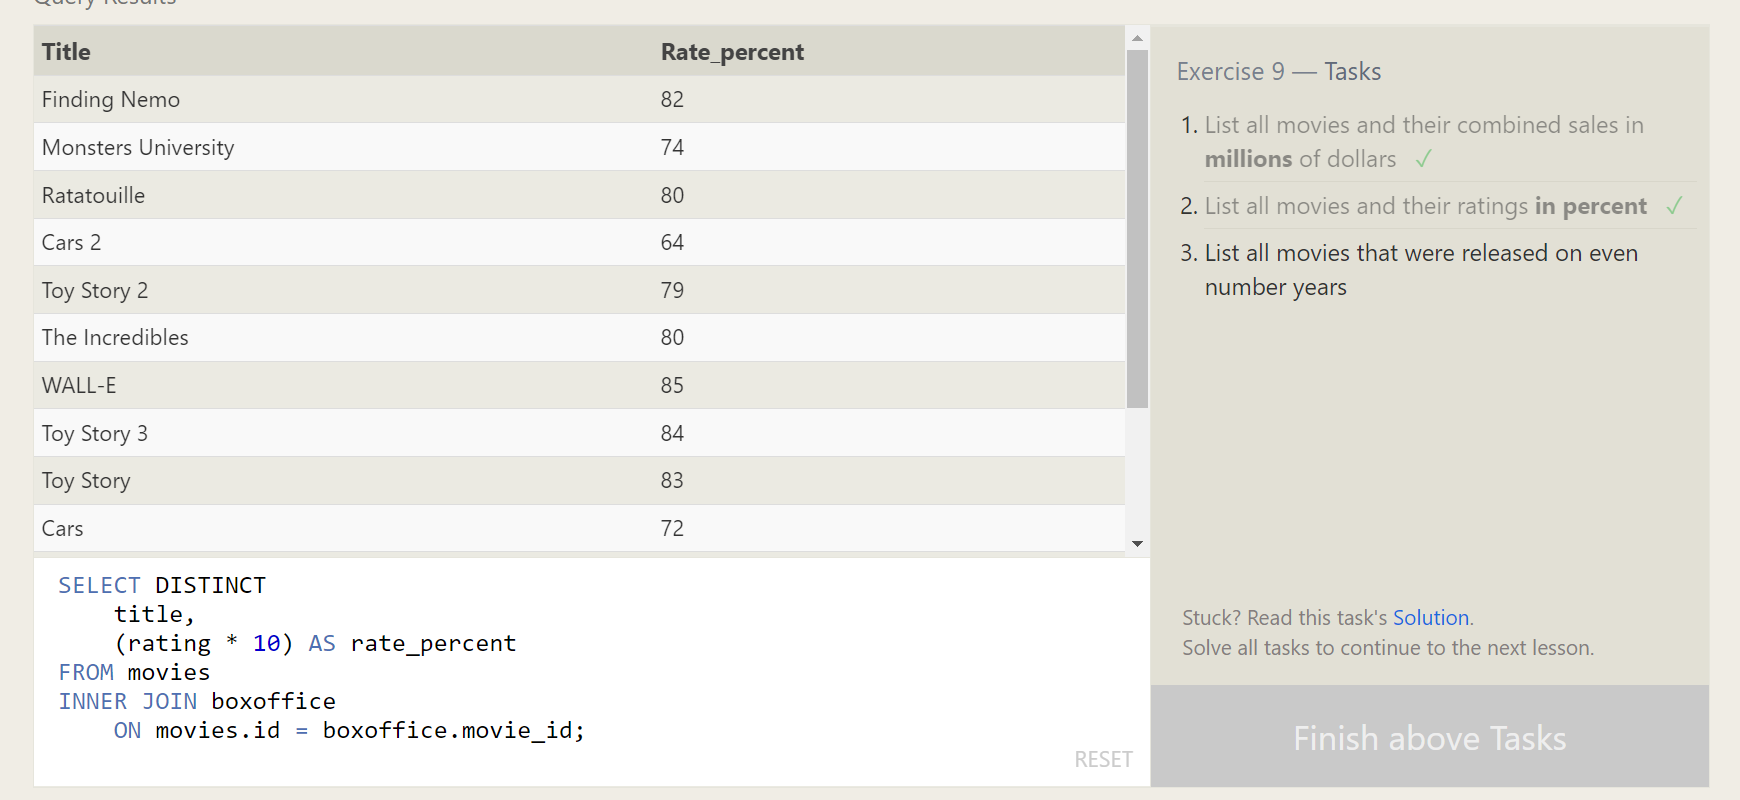 Query Results
Title Rate_percent
Finding Nemo 82
Monsters University 74
Ratatouille 80
Cars 2 64
Toy Story 2 79
The Incredibles 80
WALL-E 85
Toy Story 3 84
Toy Story 83
Cars 72
SELECT DISTINCT
title,
(rating * 10) AS rate_percent
FROM movies
INNER JOIN boxoffice
ON movies.id = boxoffice.movie_id;
RESET
Exercise 9 — Tasks
1. List all movies and their combined sales in
millions of dollars ✓
2. List all movies and their ratings in percent ✓
3. List all movies that were released on even
number years
Stuck? Read this task's Solution.
Solve all tasks to continue to the next lesson.
Finish above Tasks